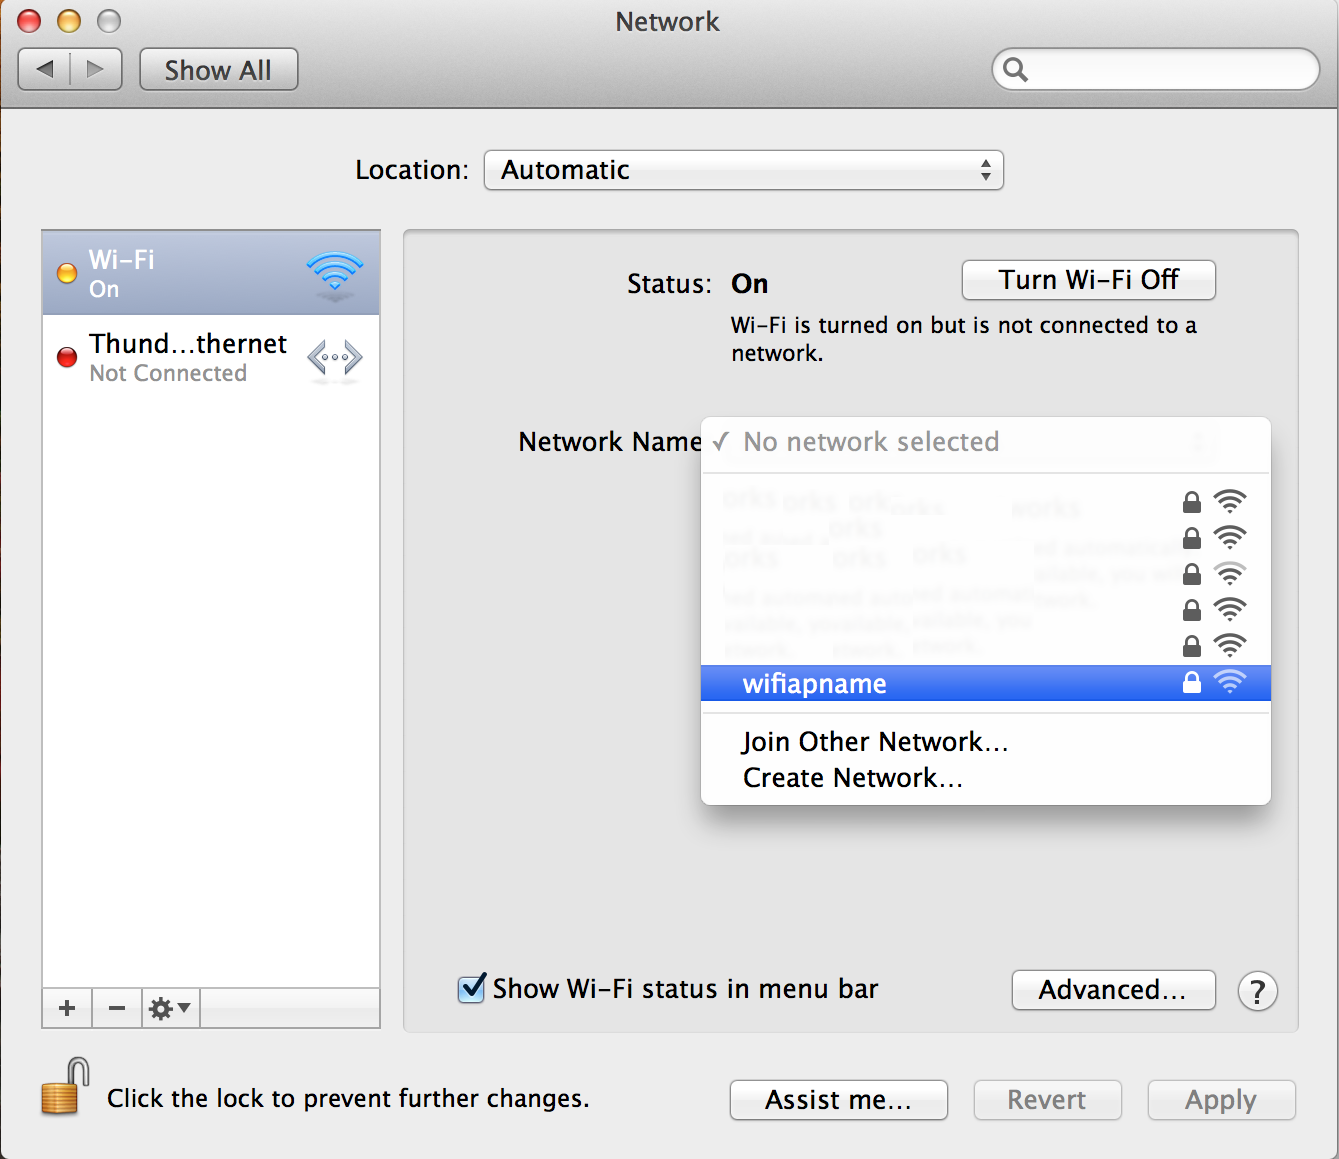 Network
Show All
Location: Automatic
Wi-Fi
On
Thund...thernet
Not Connected
Status: On
Turn Wi-Fi Off
Wi-Fi is turned on but is not connected to a
network.
Network Name
✓ No network selected
wifiapname
Join Other Network...
Create Network...
Show Wi-Fi status in menu bar
Advanced...
?
Click the lock to prevent further changes.
Assist me...
Revert
Apply